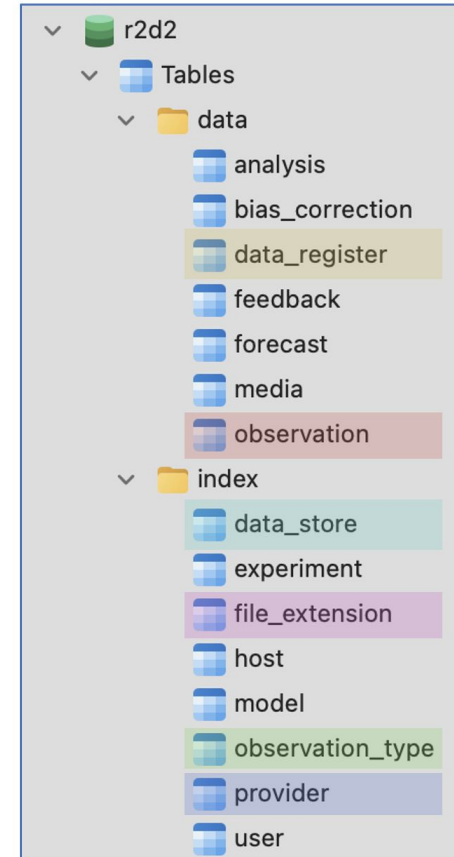 r2d2
Tables
data
analysis
bias_correction
data_register
feedback
forecast
media
observation
index
data_store
experiment
file_extension
host
model
observation_type
provider
user